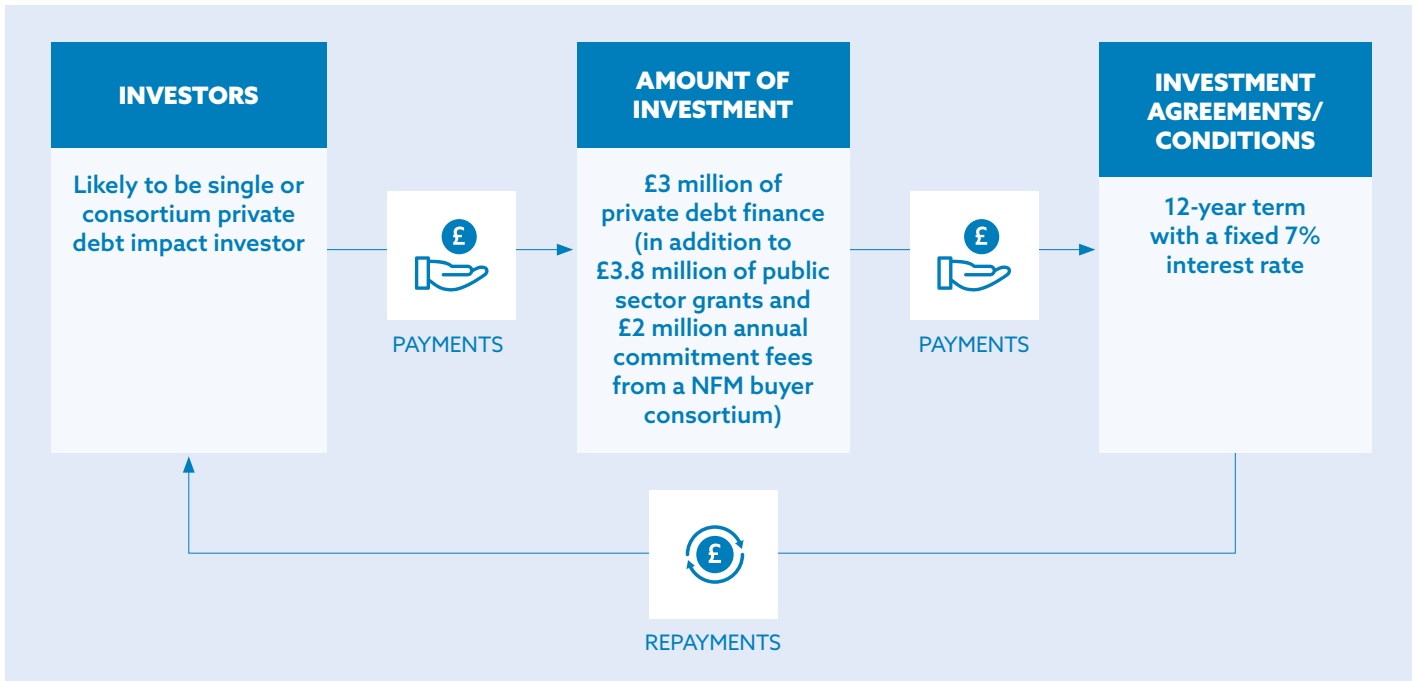 INVESTORS
Likely to be single or
consortium private
debt impact investor
£
PAYMENTS
AMOUNT OF
INVESTMENT
£3 million of
private debt finance
(in addition to
£3.8 million of public
sector grants and
£2 million annual
commitment fees
from a NFM buyer
consortium)
£
PAYMENTS
INVESTMENT
AGREEMENTS/
CONDITIONS
12-year term
with a fixed 7%
interest rate
£
REPAYMENTS